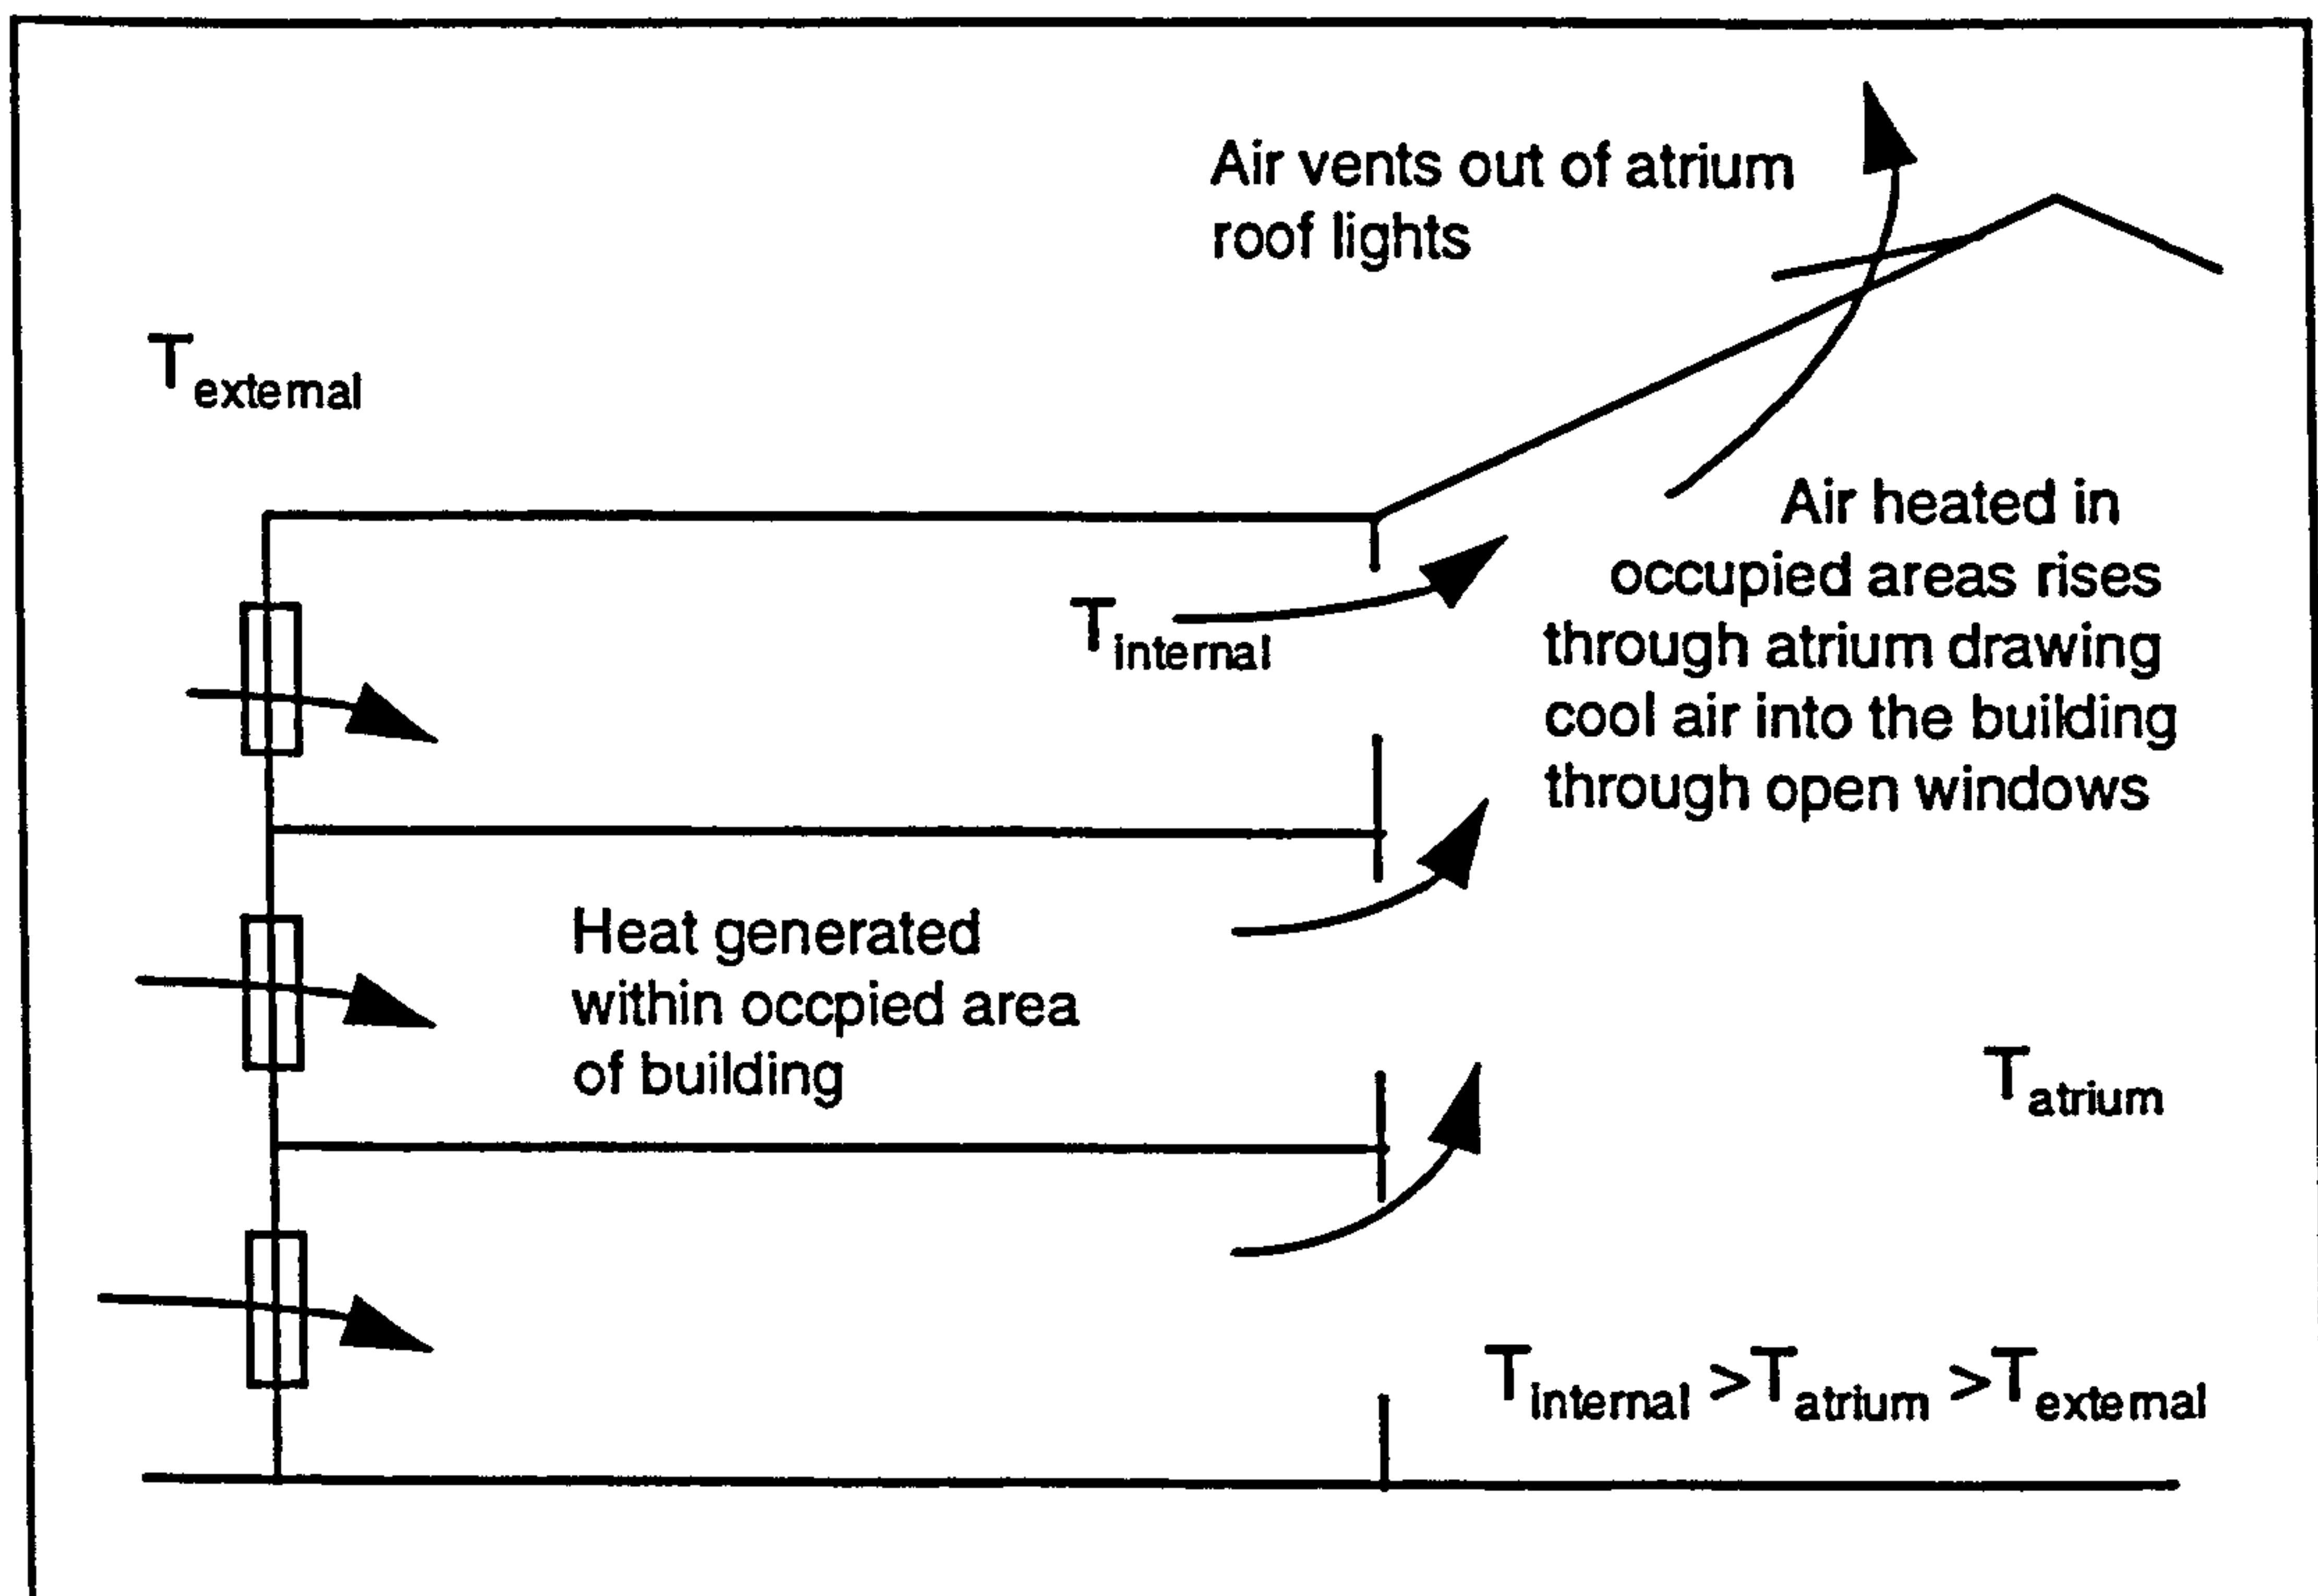 Air vents out of atrium
roof lights
T external
Air heated in
occupied areas rises
through atrium drawing
cool air into the building
through open windows
T internal
Heat generated
within occpied area
of building
T atrium
T internal >T atrium >T external